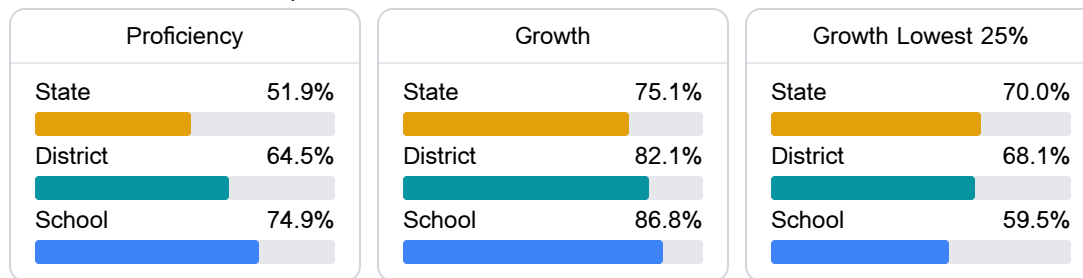 Proficiency
State 51.9%
District 64.5%
School 74.9%
Growth
State 75.1%
District 82.1%
School 86.8%
Growth Lowest 25%
State 70.0%
District 68.1%
School 59.5%